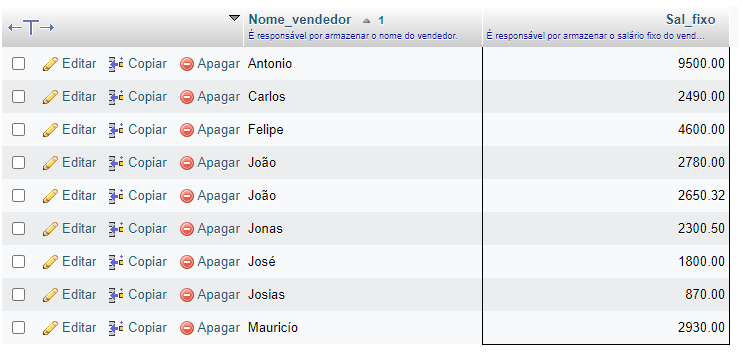 Nome_vendedor 1 Sal_fixo
É responsável por armazenar o nome do vendedor. É responsável por armazenar o salário fixo do vend...
Editar Copiar Apagar Antonio 9500.00
Editar Copiar Apagar Carlos 2490.00
Editar Copiar Apagar Felipe 4600.00
Editar Copiar Apagar João 2780.00
Editar Copiar Apagar João 2650.32
Editar Copiar Apagar Jonas 2300.50
Editar Copiar Apagar José 1800.00
Editar Copiar Apagar Josias 870.00
Editar Copiar Apagar Mauricío 2930.00